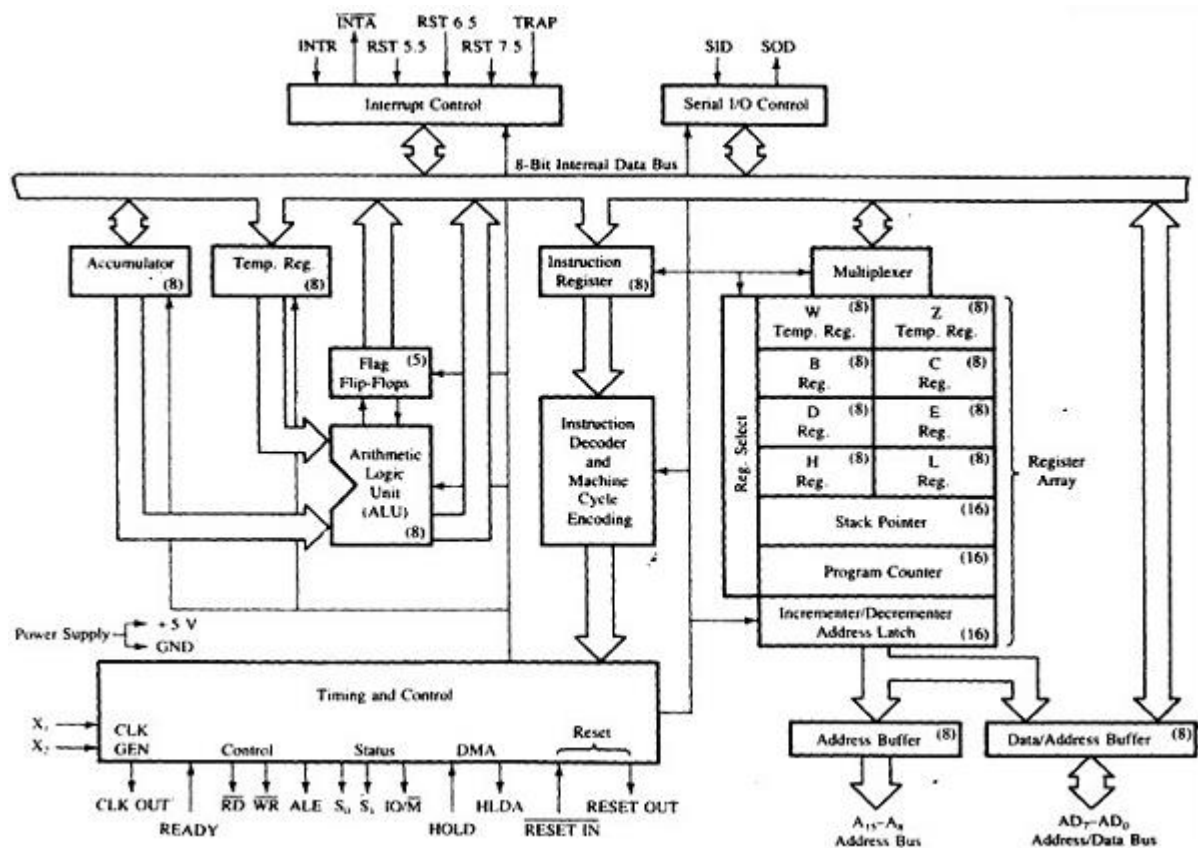 INTA RST 6 5 TRAP
INTR RST 5.5 RST 7 5 SID SOD
Interrupt Control Serial I/O Control
8-Bit Internal Data Bus
Accumulator (8)
Temp. Reg. (8)
Instruction
Register (8)
Multiplexer
W (8)
Temp. Reg.
Z (8)
Temp. Reg.
Flag (5)
Flip-Flops
B (8)
Reg.
C (8)
Reg.
D (8)
Reg.
E (8)
Reg.
H (8)
Reg.
L (8)
Reg.
Reg. Select
Register
Array
Arithmetic
Logic
Unit
(ALU)
(8)
Instruction
Decoder
and
Machine
Cycle
Encoding
Stack Pointer (16)
Program Counter (16)
Incrementer/Decrementer
Address Latch (16)
Power Supply
+ 5 V
GND
Timing and Control
X₁ CLK
X₂ GEN Control Status DMA Reset
CLK OUT RD WR ALE S₀ S₁ IO/M HLDA RESET OUT
READY HOLD RESET IN
Address Buffer (8) Data/Address Buffer (8)
A₁₅–A₈
Address Bus
AD₇–AD₀
Address/Data Bus